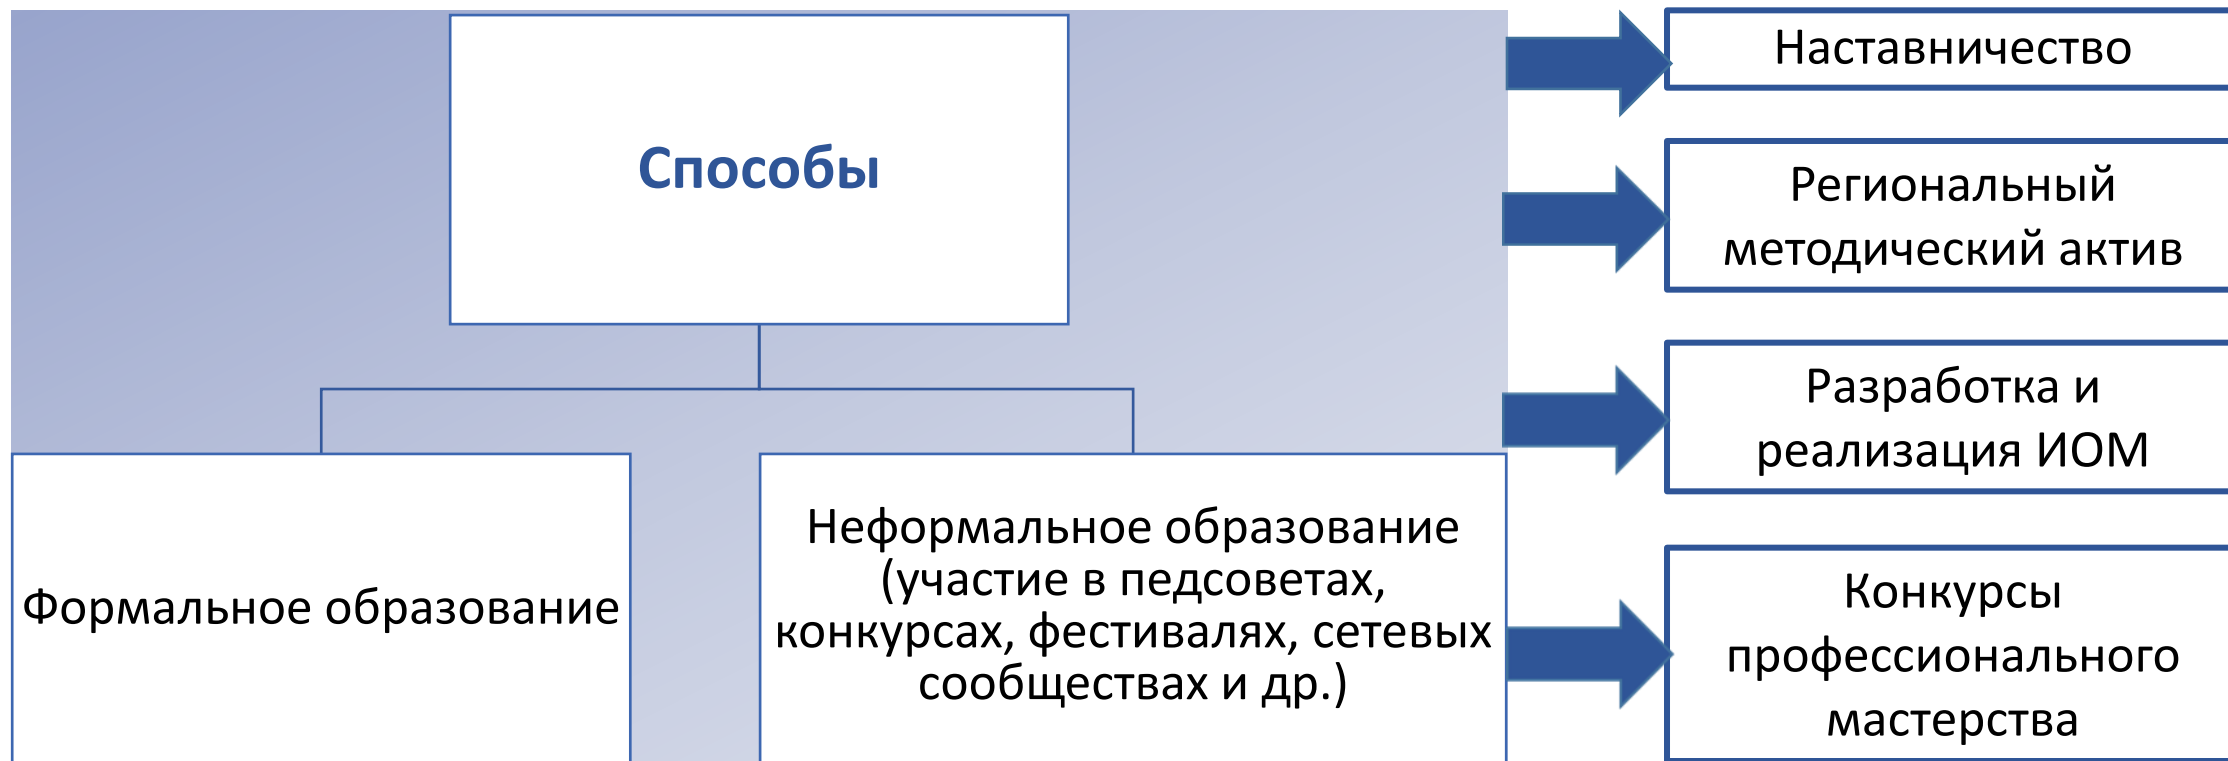 Способы
Формальное образование
Неформальное образование
(участие в педсоветах,
конкурсах, фестивалях, сетевых
сообществах и др.)
Наставничество
Региональный
методический актив
Разработка и
реализация ИОМ
Конкурсы
профессионального
мастерства